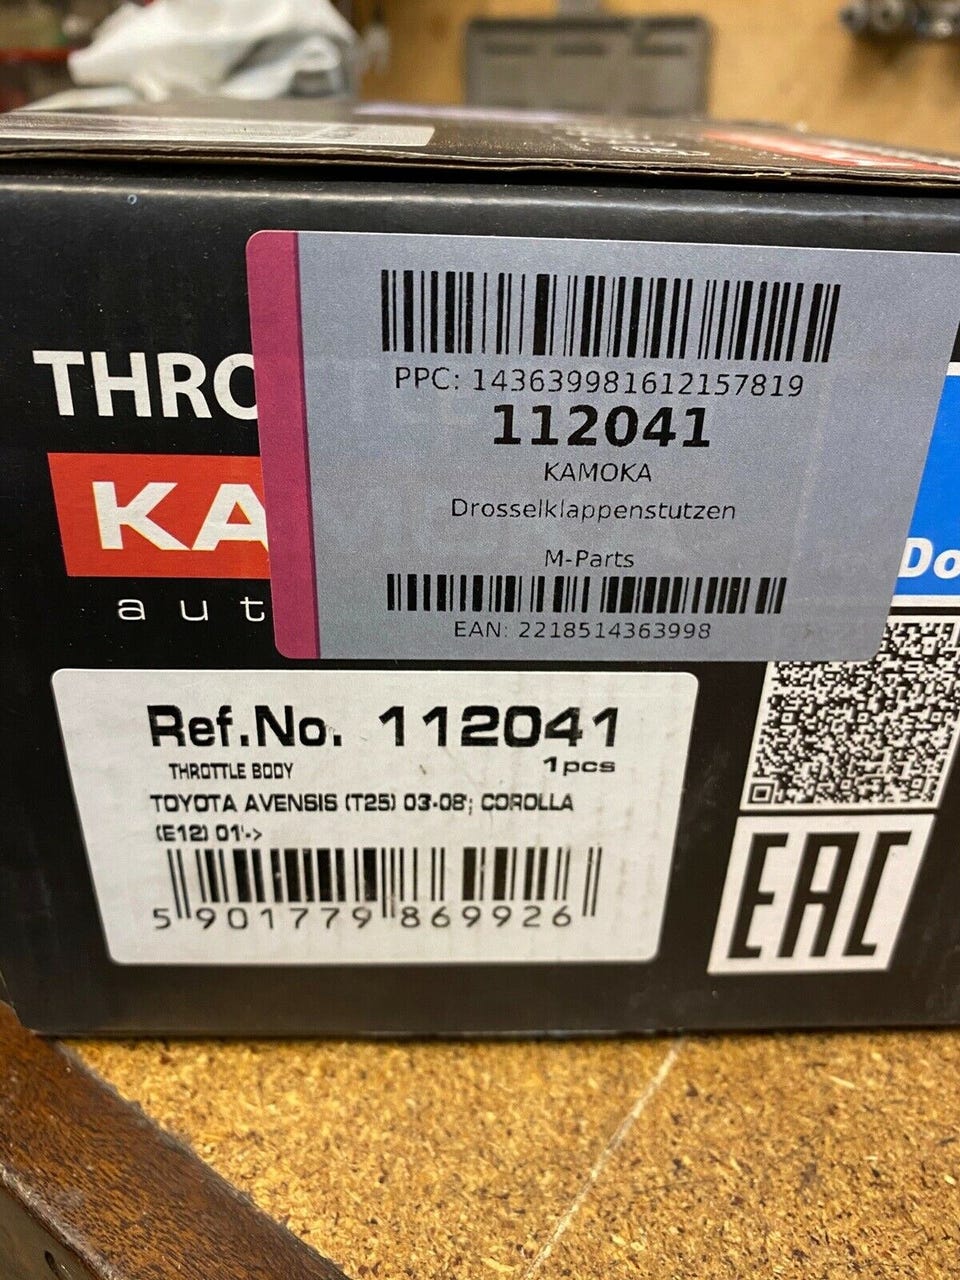 PPC: 143639981612157819
112041
KAMOKA
Drosselklappenstutzen
M-Parts
EAN: 2218514363998
THRO
KA
aut
Do
Ref.No. 112041
THROTTLE BODY 1pcs
TOYOTA AVENSIS (T25) 03-08'; COROLLA
(E12) 01'->
5 901779 869926
EAC